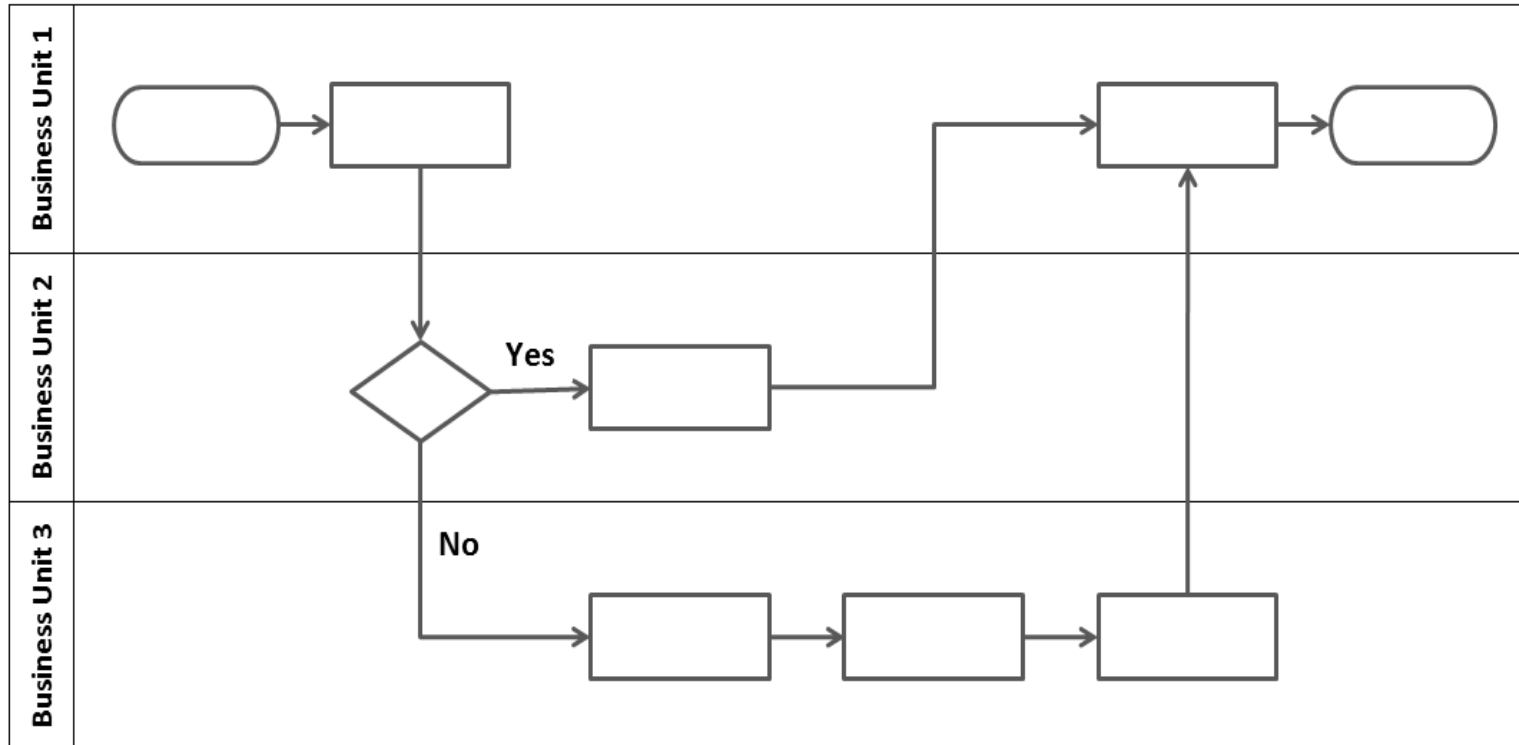 Business Unit 1
Business Unit 2
Yes
Business Unit 3
No